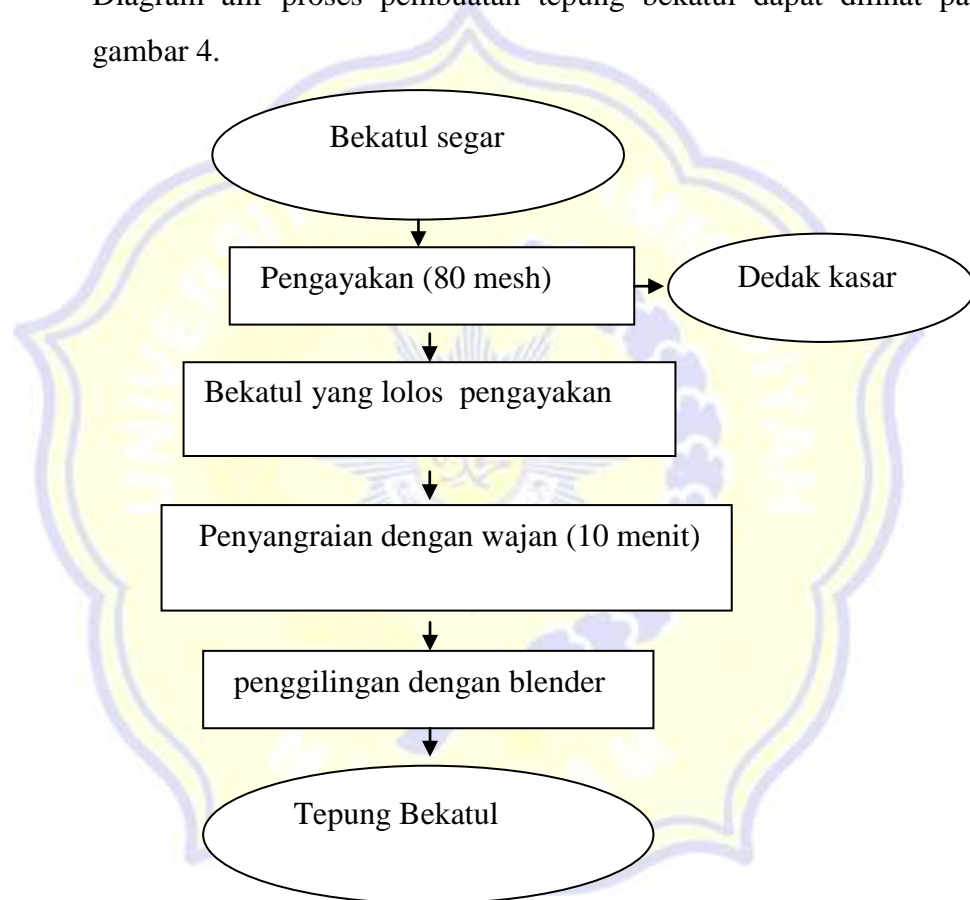 Diagram alir proses pembuatan tepung bekatul dapat dilihat
gambar 4.
Bekatul segar
Pengayakan (80 mesh)
Dedak kasar
Bekatul yang lolos pengayakan
Penyangraian dengan wajan (10 menit)
penggilingan dengan blender
Tepung Bekatul